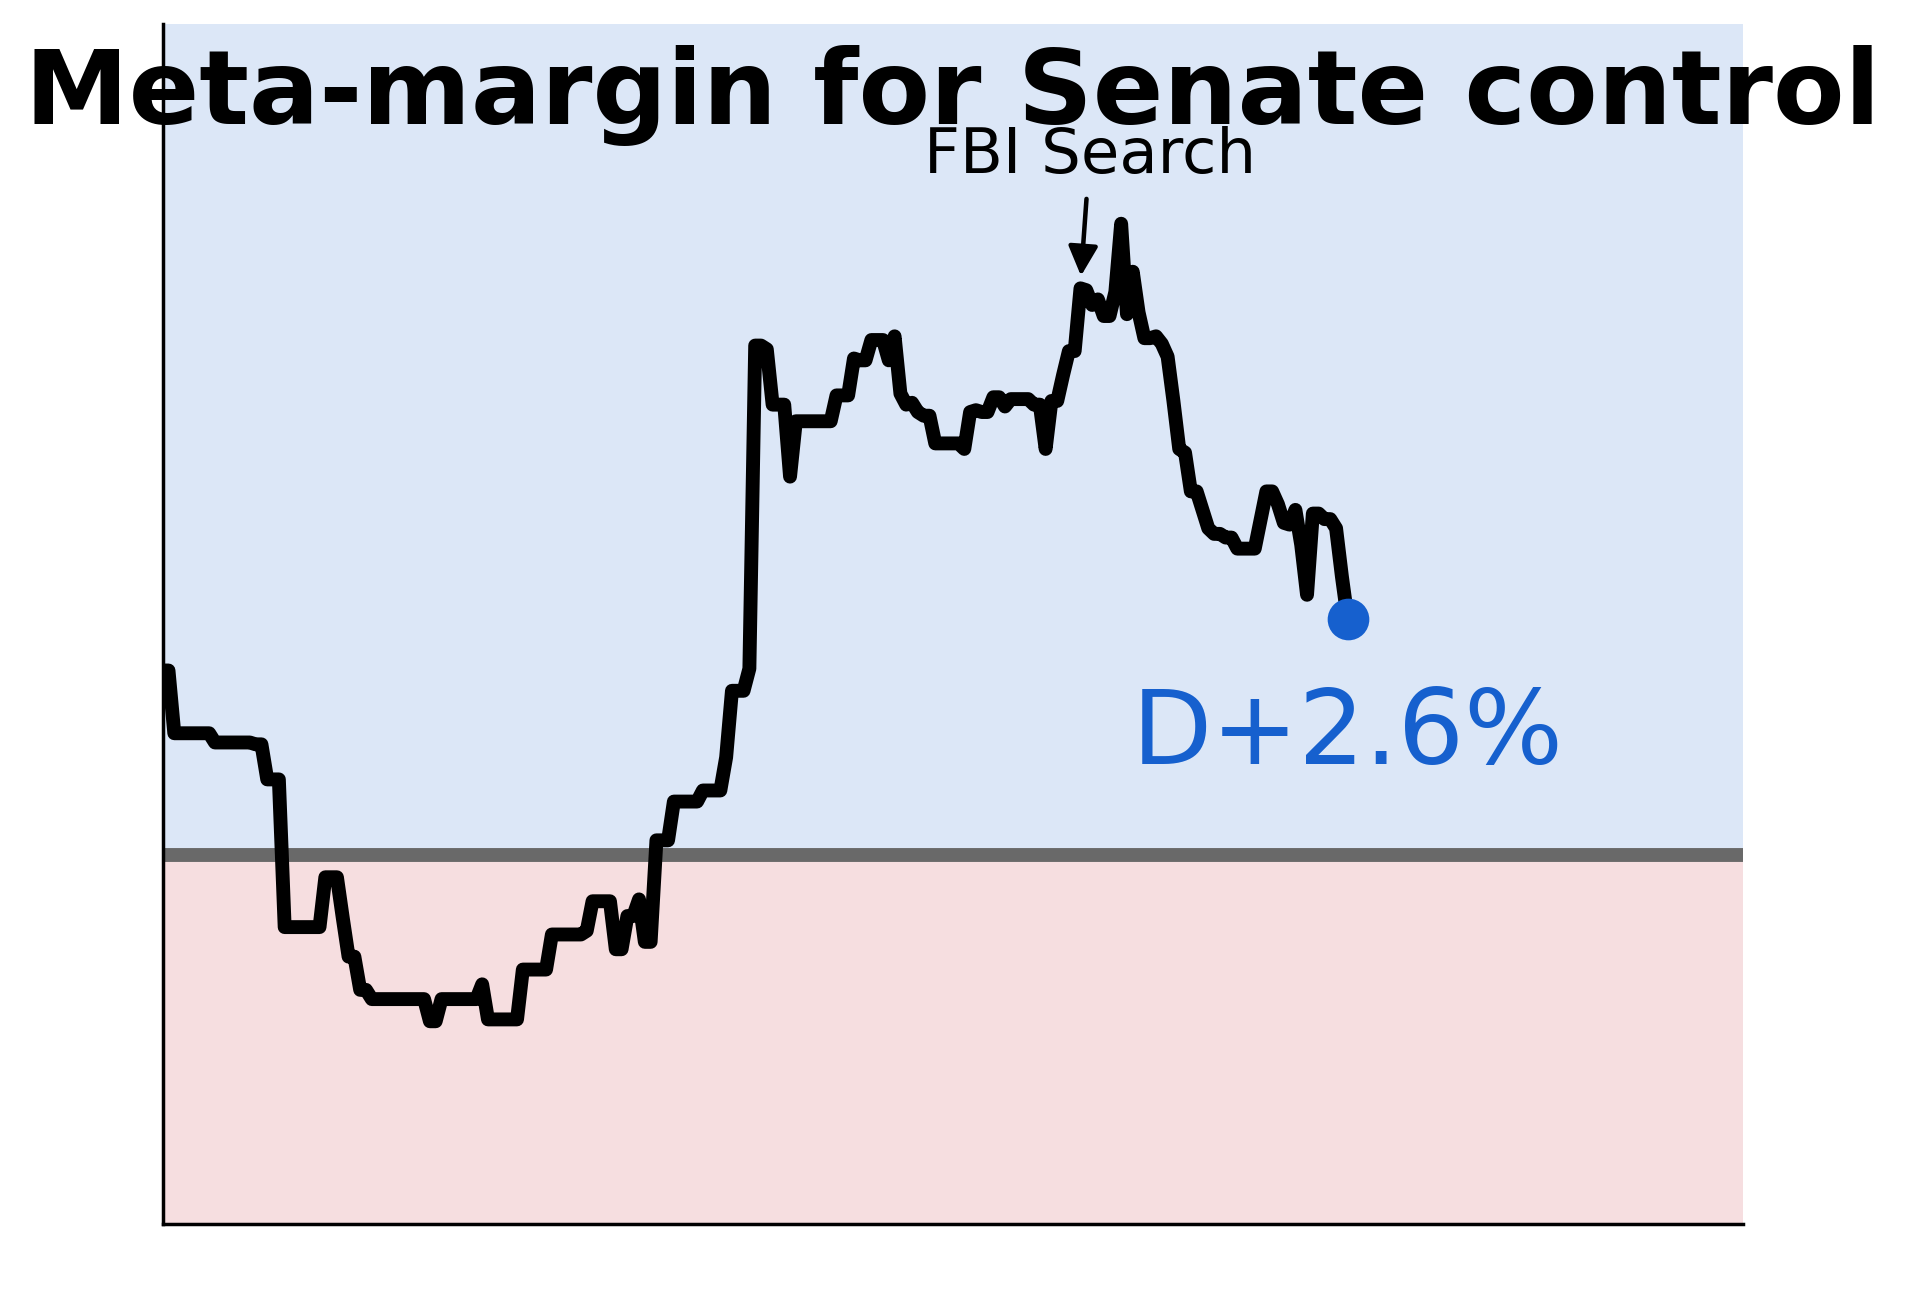 Meta-margin for Senate control
FBI Search
D+2.6%